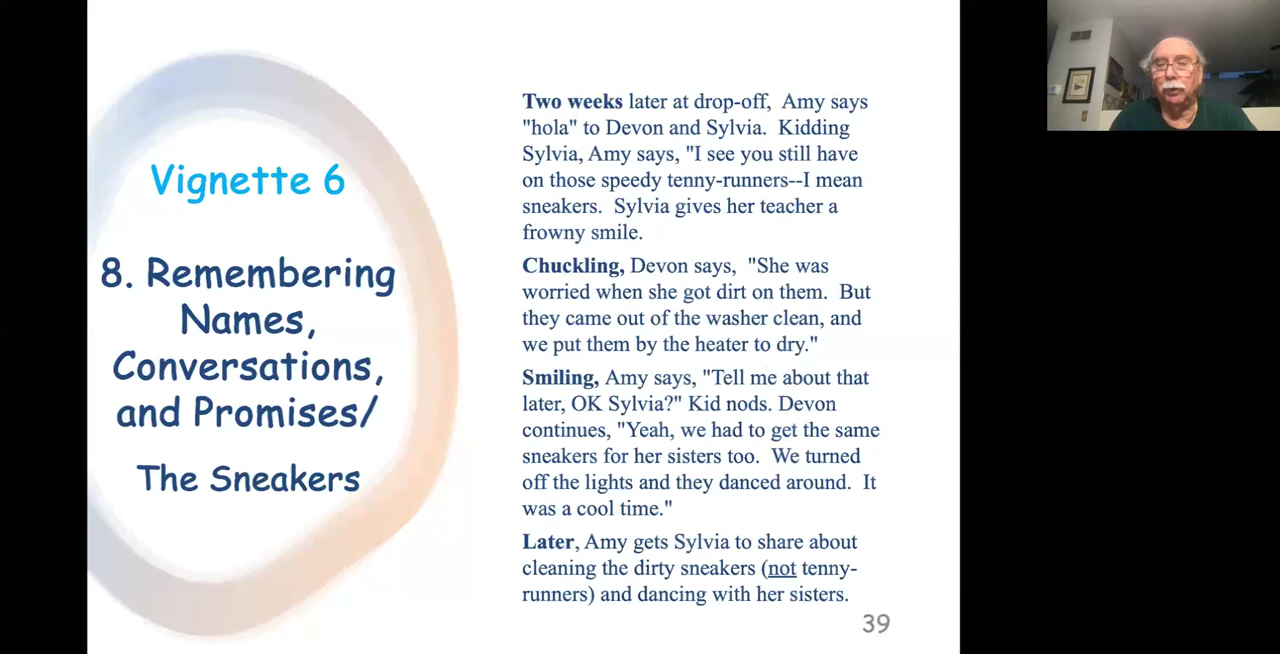 Vignette 6
8. Remembering
Names,
Conversations,
and Promises/
The Sneakers
Two weeks later at drop-off, Amy says
"hola" to Devon and Sylvia. Kidding
Sylvia, Amy says, "I see you still have
on those speedy tenny-runners--I mean
sneakers. Sylvia gives her teacher a
frowny smile.
Chuckling, Devon says, "She was
worried when she got dirt on them. But
they came out of the washer clean, and
we put them by the heater to dry."
Smiling, Amy says, "Tell me about that
later, OK Sylvia?" Kid nods. Devon
continues, "Yeah, we had to get the same
sneakers for her sisters too. We turned
off the lights and they danced around. It
was a cool time."
Later, Amy gets Sylvia to share about
cleaning the dirty sneakers (not tenny-
runners) and dancing with her sisters.
39